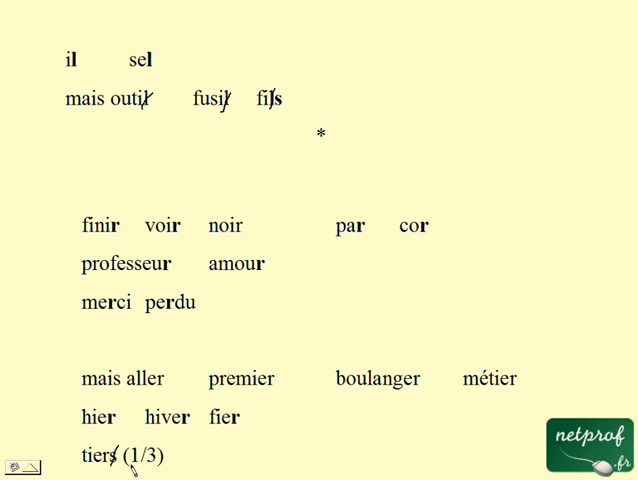 il sel
mais outil fusil fils
*
finir voir noir par cor
professeur amour
merci perdu
mais aller premier boulanger métier
hier hiver fier
tiers (1/3)
netprof
.fr